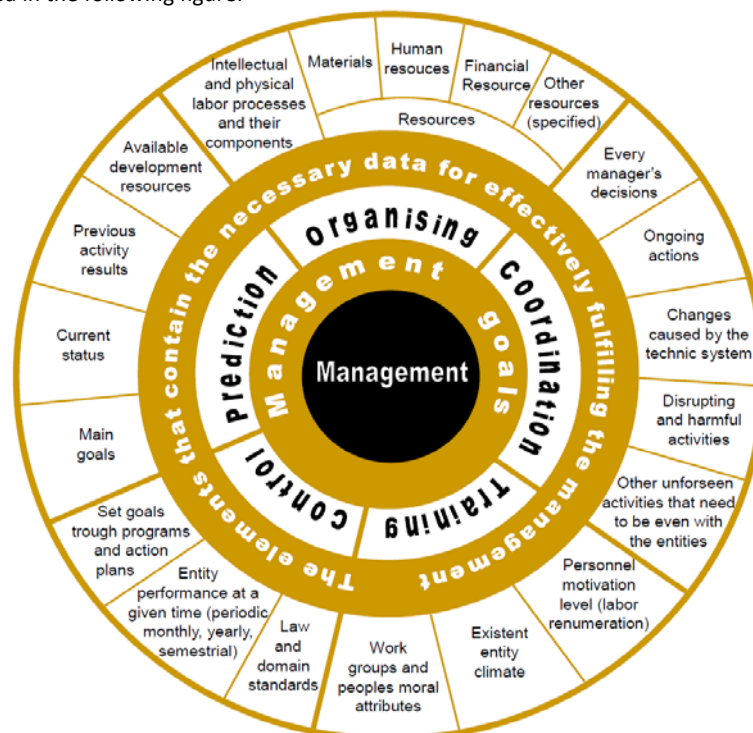 d in the following figure.
Intellectual
and physical
labor processes
and their
components
Materials
Human
resouces
Financial
Resource
Other
resources
(specified)
Resources
Every
manager's
decisions
Ongoing
actions
Changes
caused by the
technic system
Disrupting
and harmful
activities
Other unforseen
activities that need
to be even with
the entities
Personnel
motivation
level (labor
renumeration)
Existent
entity
climate
Work
groups and
peoples moral
attributes
Law
and
domain
standards
Entity
performance at a
given time (periodic
monthly, yearly,
semestrial)
Set goals
trough programs
and action
plans
Main
goals
Current
status
Previous
activity
results
Available
development
resources
The elements that contain the necessary data for effectively fulfilling the management
Prediction
Organising
Coordination
Training
Control
Management goals
Management